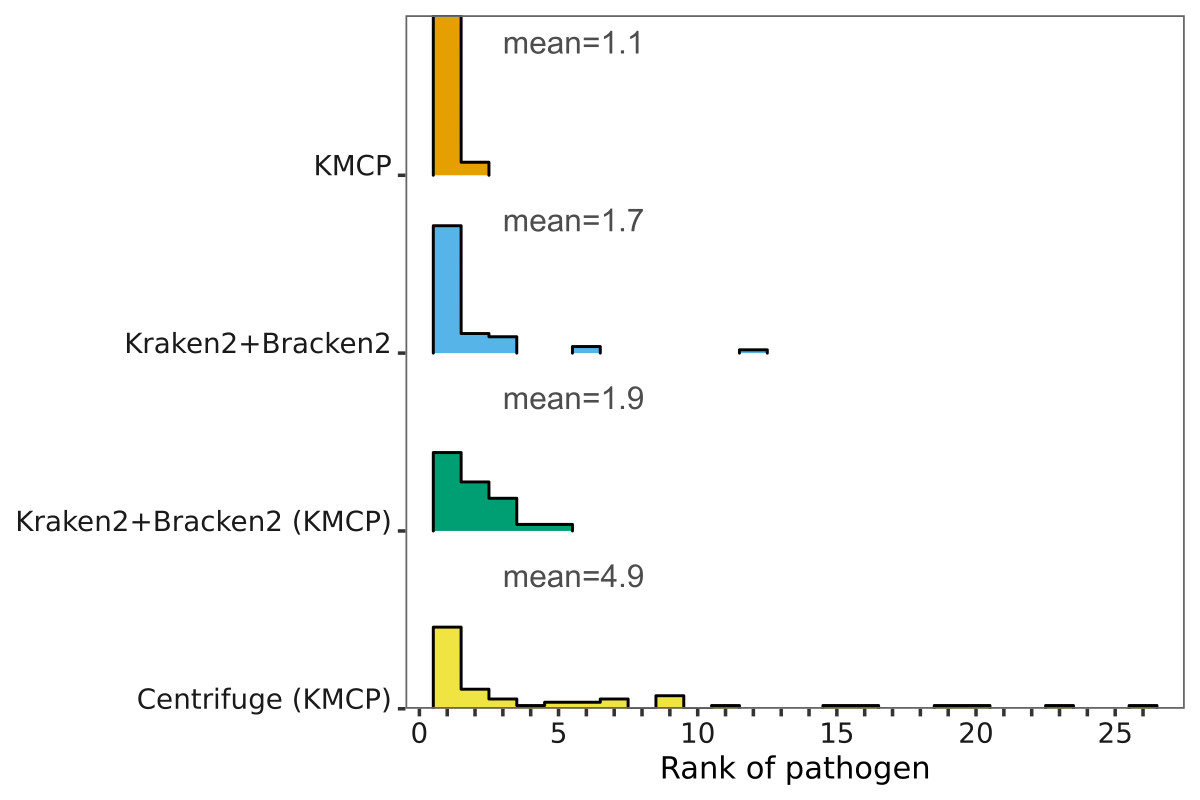 mean=1.1
KMCP
mean=1.7
Kraken2+Bracken2
mean=1.9
Kraken2+Bracken2 (KMCP)
mean=4.9
Centrifuge (KMCP)
0 5 10 15 20 25
Rank of pathogen